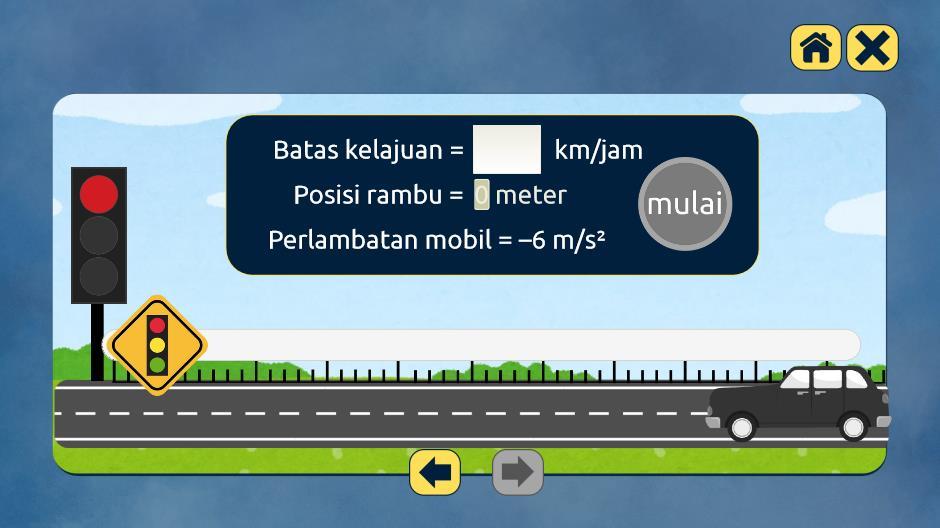 Batas kelajuan = km/jam
Posisi rambu = 0 meter
Perlambatan mobil = –6 m/s²
mulai